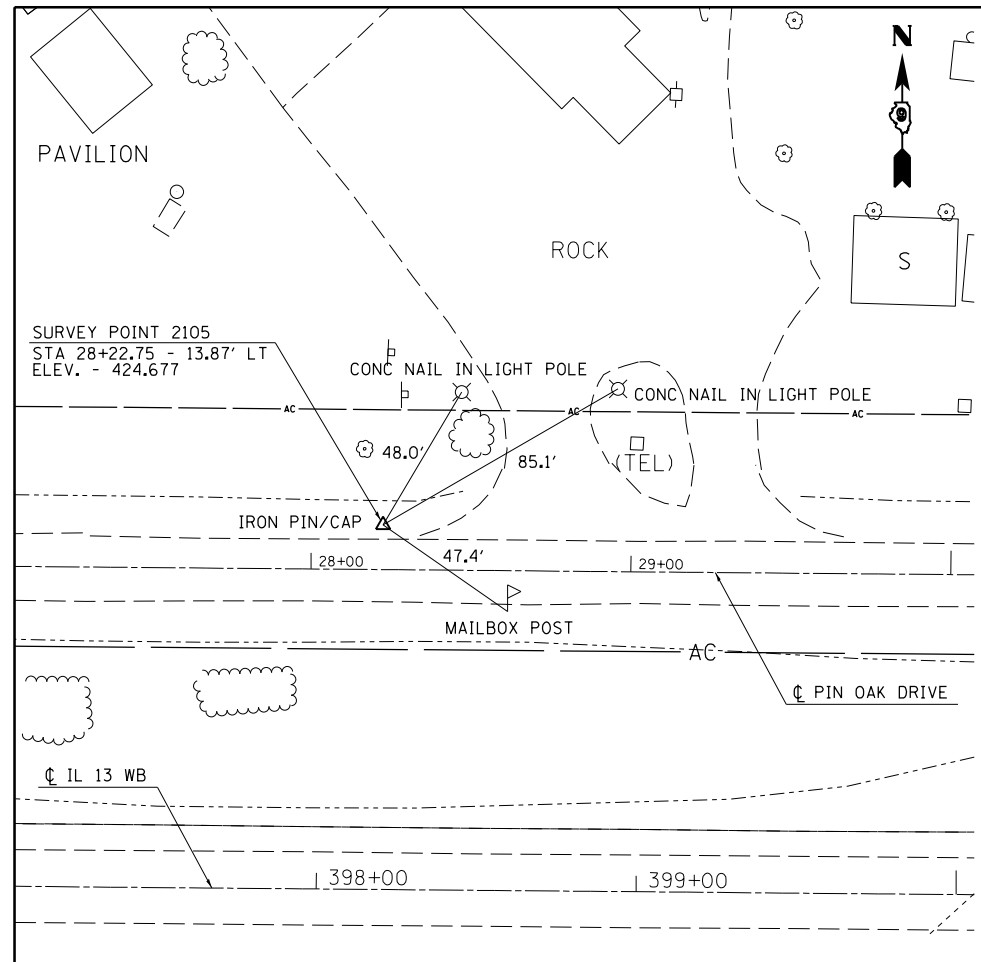 N
PAVILION
ROCK
S
SURVEY POINT 2105
STA 28+22.75 - 13.87' LT
ELEV. - 424.677
CONC NAIL IN LIGHT POLE
CONC NAIL IN LIGHT POLE
AC
AC
AC
48.0'
85.1'
(TEL)
IRON PIN/CAP
28+00
47.4'
29+00
MAILBOX POST
AC
℄ PIN OAK DRIVE
℄ IL 13 WB
398+00
399+00